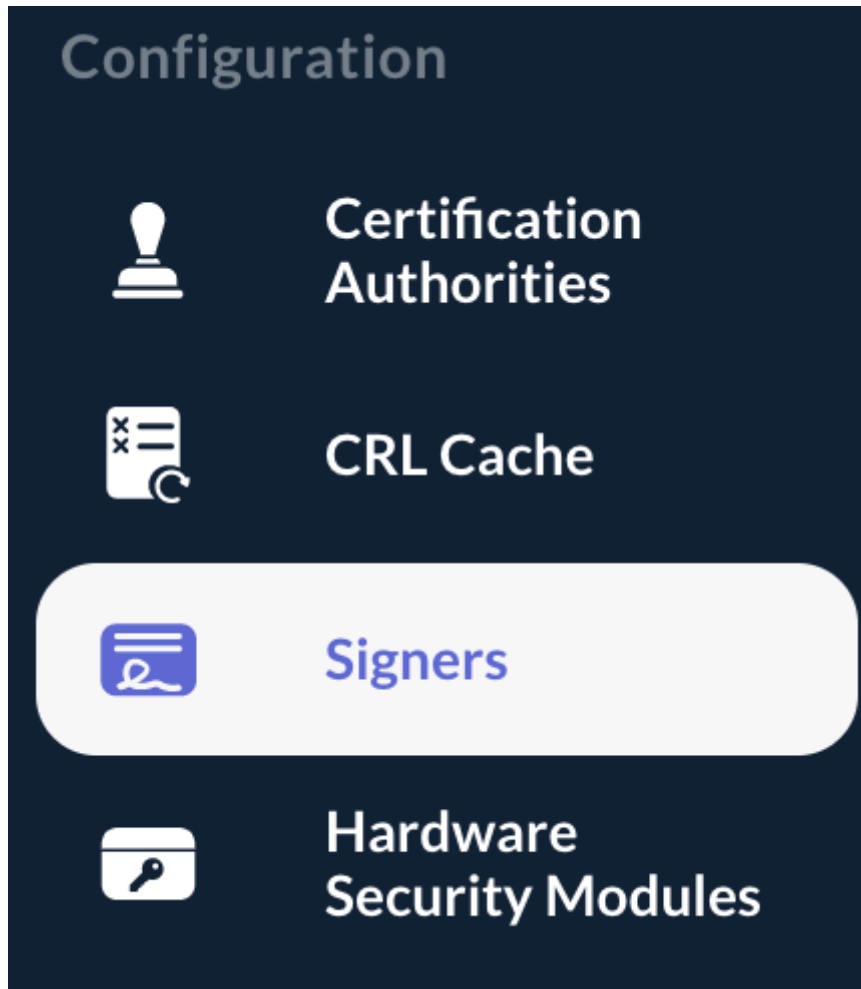 Configuration
Certification
Authorities
CRL Cache
Signers
Hardware
Security Modules